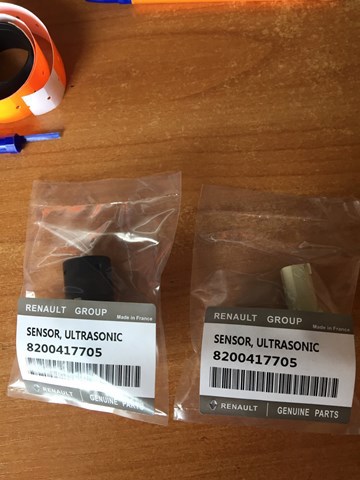 RENAULT GROUP
Made in France
SENSOR, ULTRASONIC
8200417705
RENAULT
GENUINE PARTS
RENAULT GROUP
Made in France
SENSOR, ULTRASONIC
8200417705
RENAULT
GENUINE PARTS